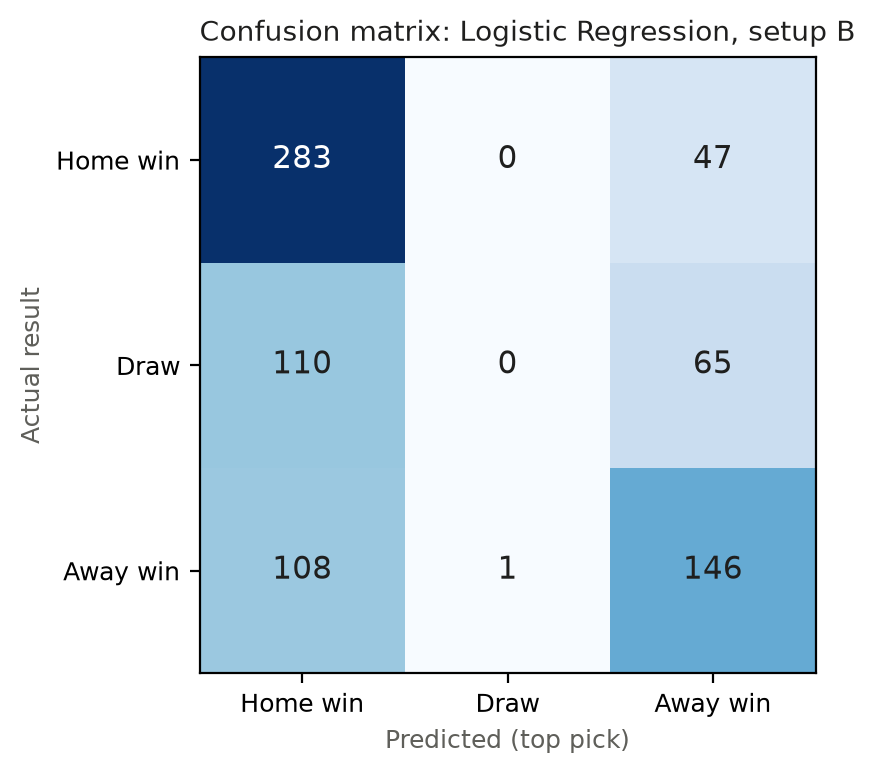 Confusion matrix: Logistic Regression, setup B
Actual result
Home win 283 0 47
Draw 110 0 65
Away win 108 1 146
Home win Draw Away win
Predicted (top pick)